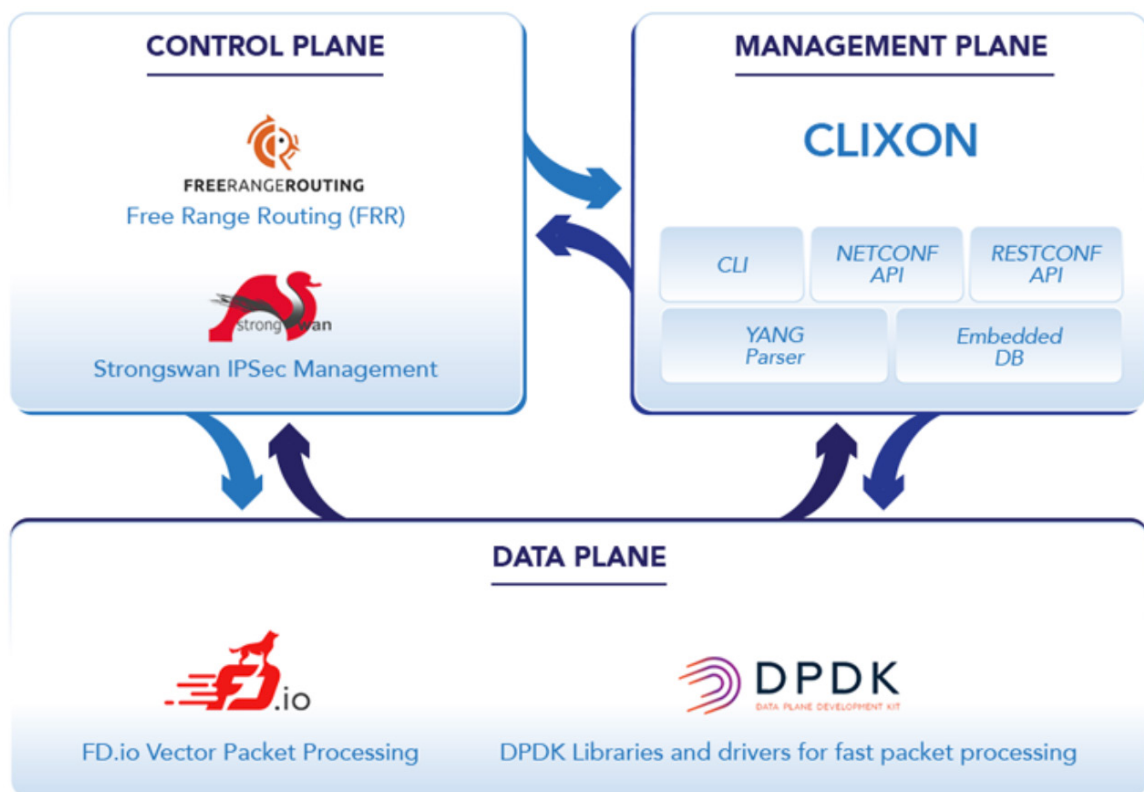 CONTROL PLANE
FREERANGEROUTING
Free Range Routing (FRR)
strongSwan
Strongswan IPSec Management
MANAGEMENT PLANE
CLIXON
CLI
NETCONF
API
RESTCONF
API
YANG
Parser
Embedded
DB
DATA PLANE
FD.io
FD.io Vector Packet Processing
DPDK
DATA PLANE DEVELOPMENT KIT
DPDK Libraries and drivers for fast packet processing